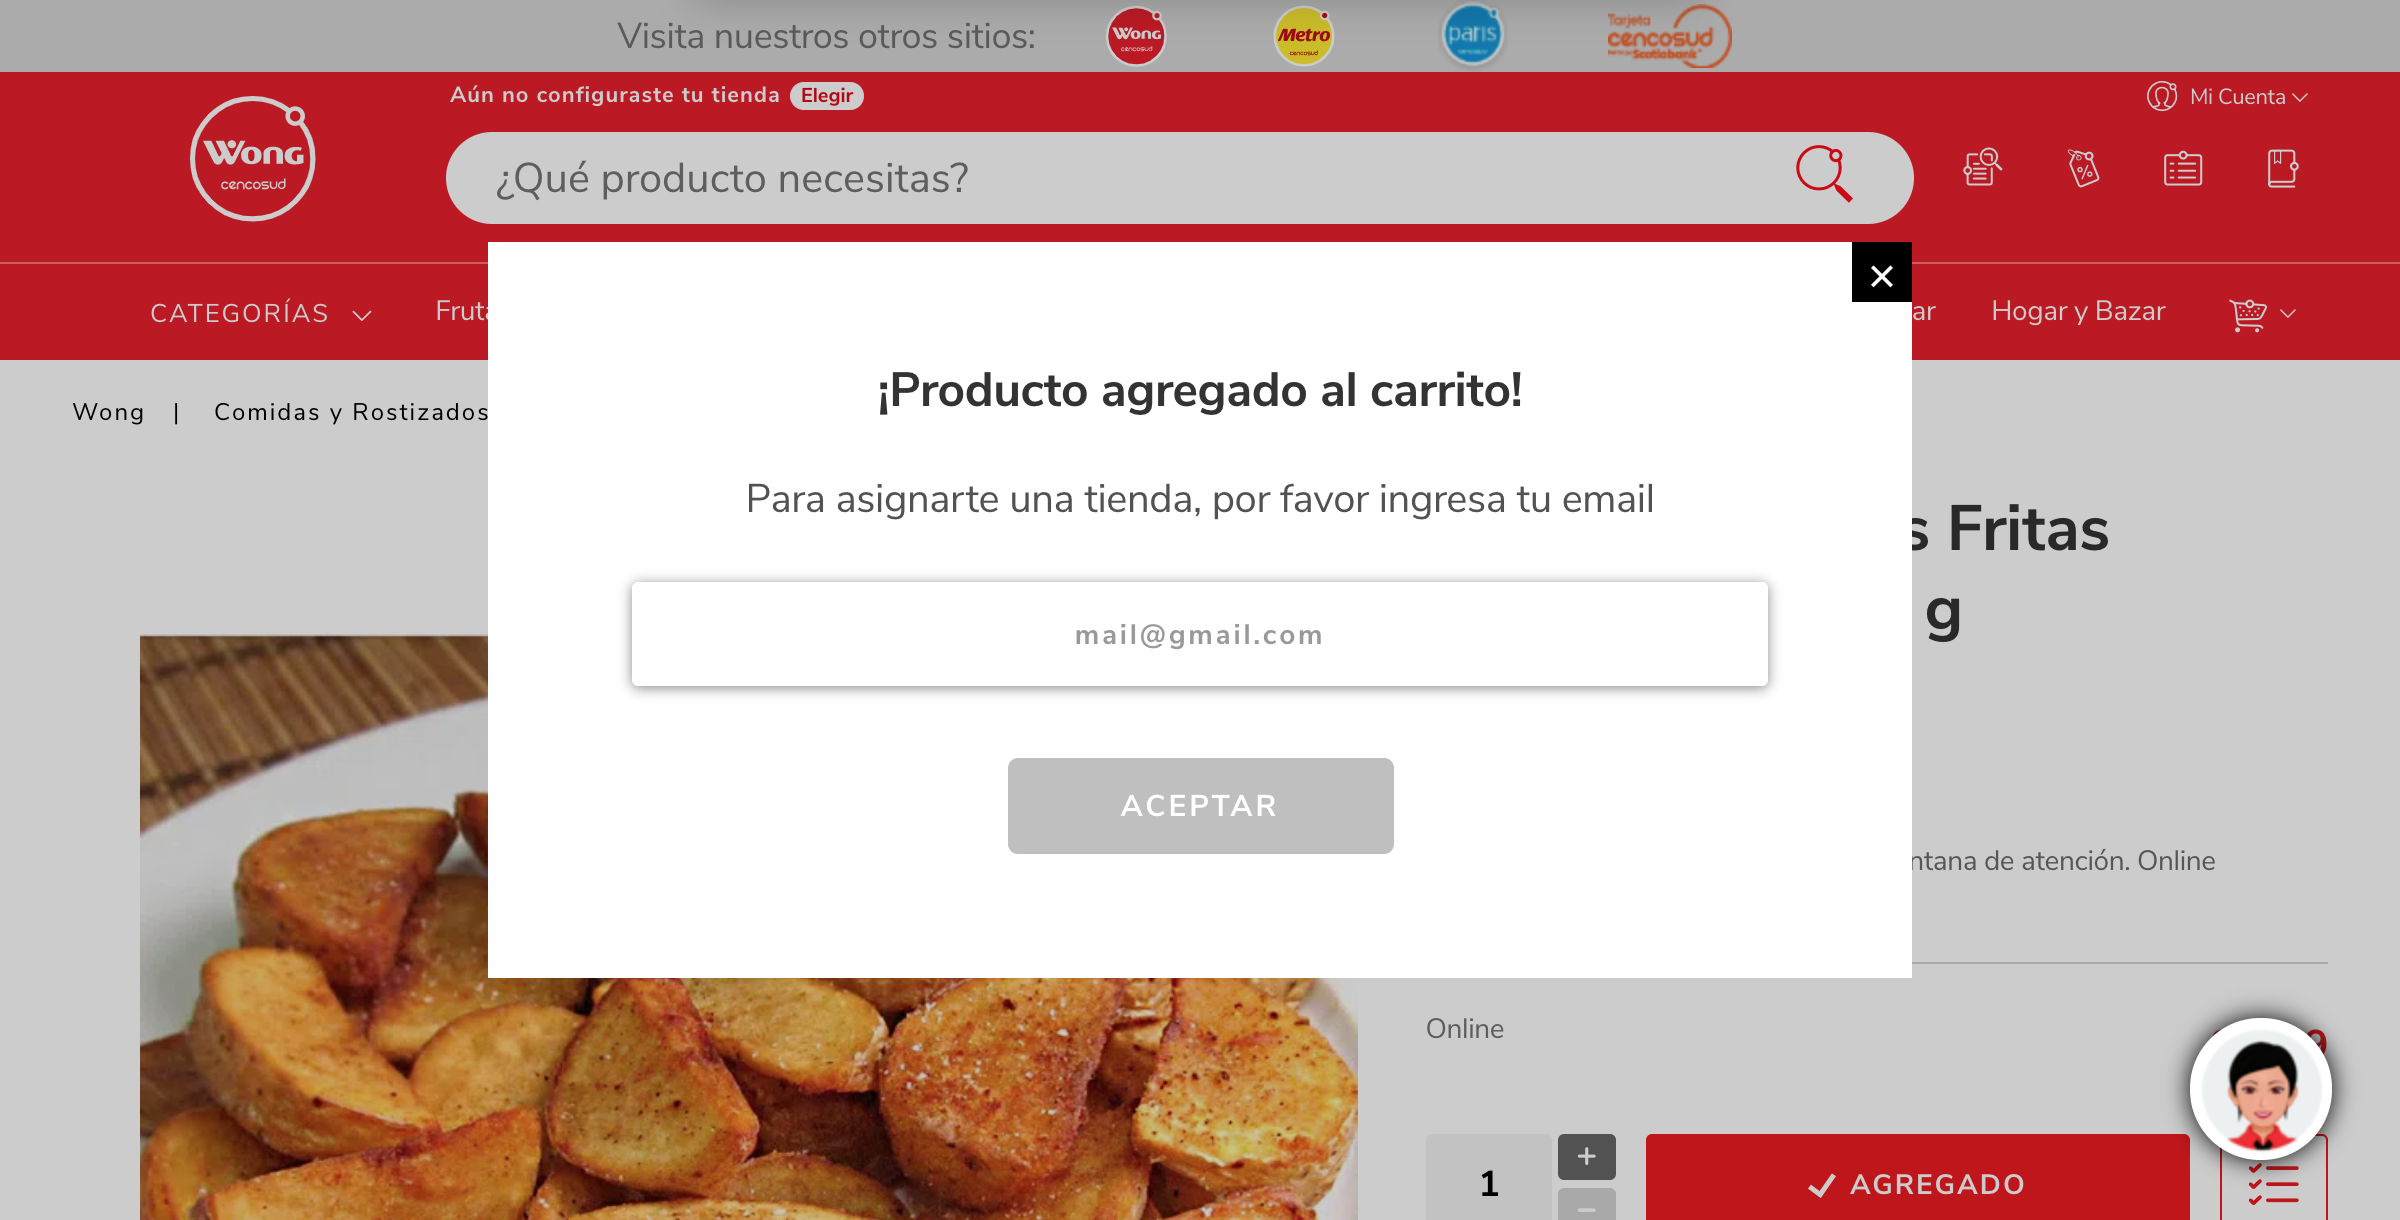 Visita nuestros otros sitios:
Wong
cencosud
Metro
cencosud
paris
Tarjeta
cencosud
Scotiabank
Aún no configuraste tu tienda Elegir
Mi Cuenta
Wong
cencosud
¿Qué producto necesitas?
CATEGORÍAS
Fruta
ar
Hogar y Bazar
Wong | Comidas y Rostizados
¡Producto agregado al carrito!
Para asignarte una tienda, por favor ingresa tu email
mail@gmail.com
ACEPTAR
s Fritas
g
ntana de atención. Online
Online
9
1
+
−
AGREGADO